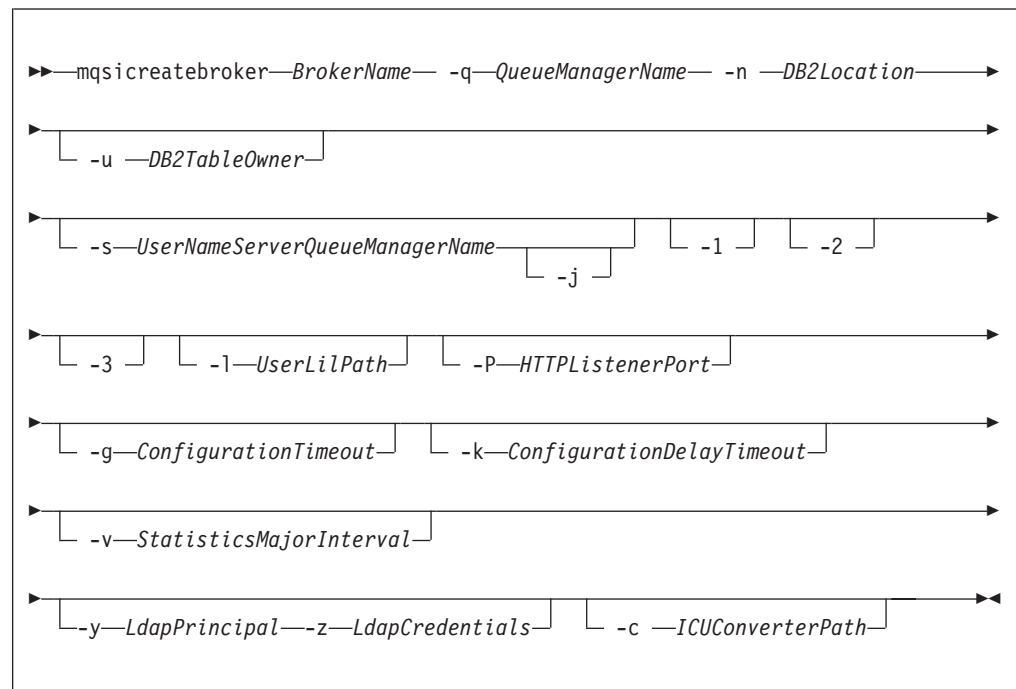 mqsicreatebroker BrokerName -q QueueManagerName -n DB2Location
-u DB2TableOwner
-s UserNameServerQueueManagerName -j -1 -2
-3 -l UserLilPath -P HTTPListenerPort
-g ConfigurationTimeout -k ConfigurationDelayTimeout
-v StatisticsMajorInterval
-y LdapPrincipal -z LdapCredentials -c ICUConverterPath